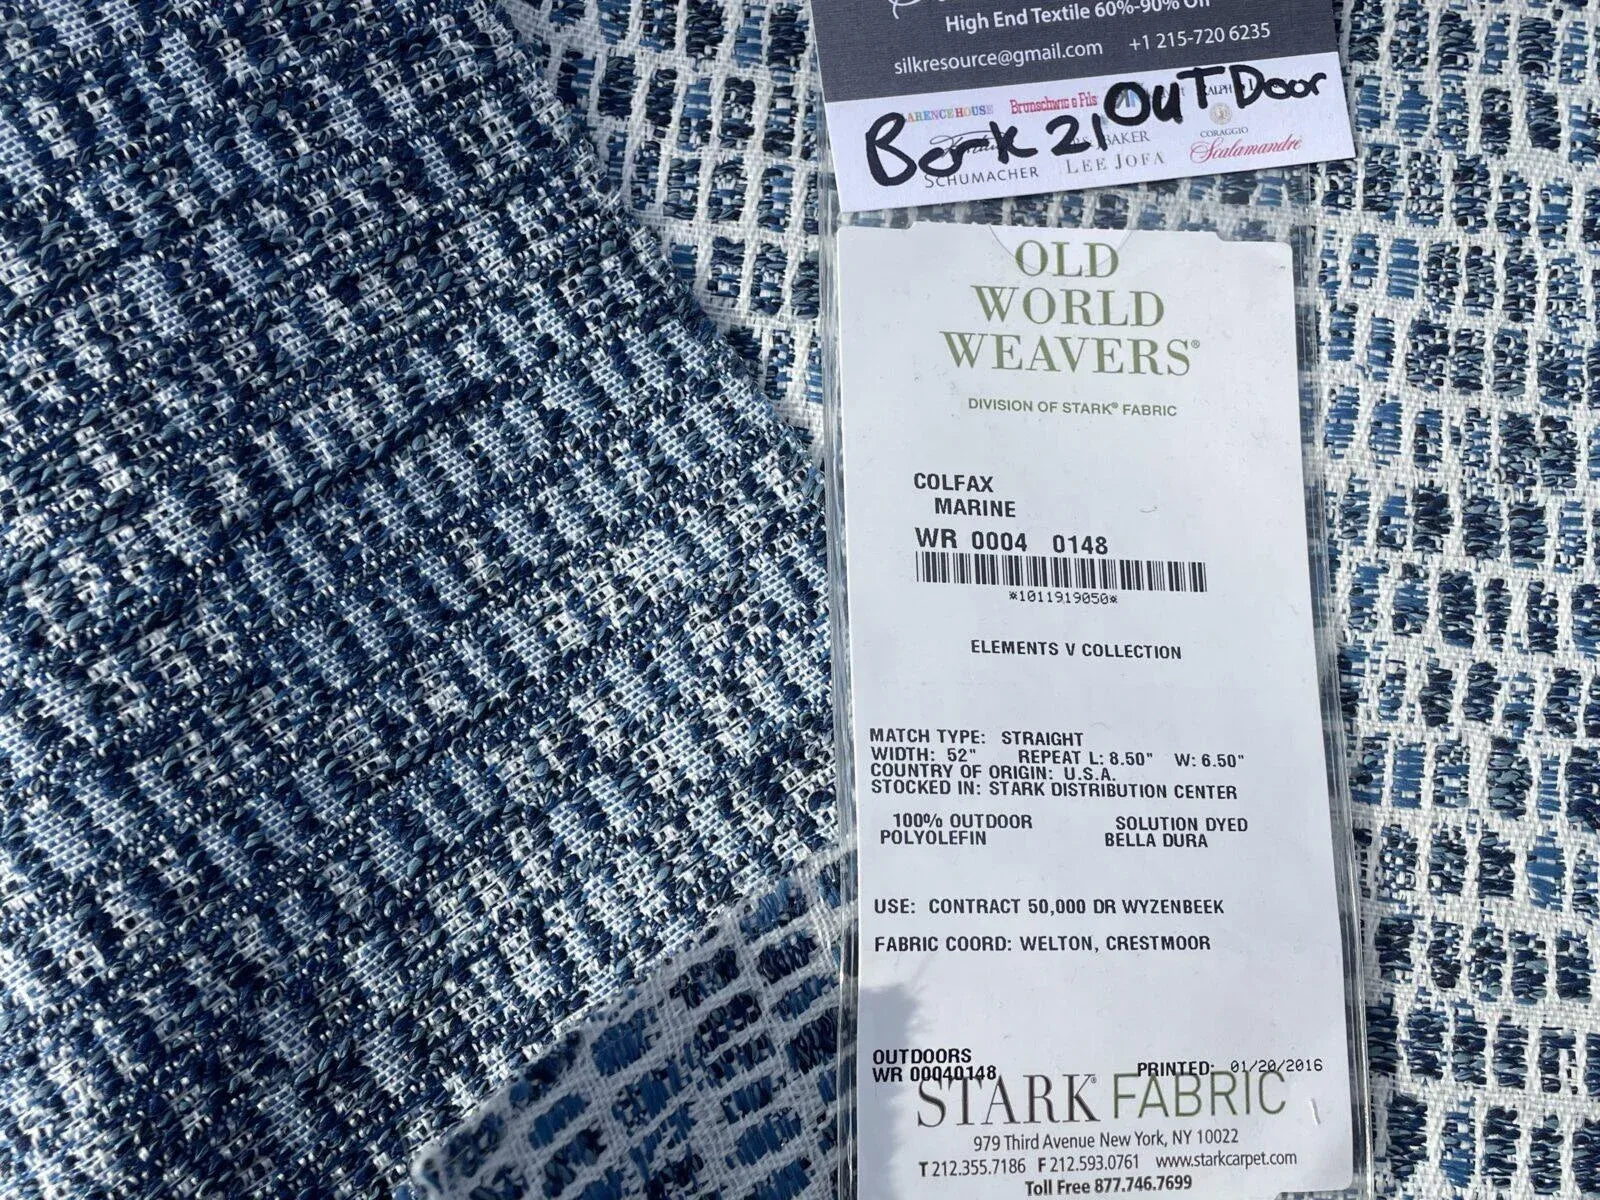 High End Textile 60%-90% Off
silkresource@gmail.com +1 215-720 6235
Brunschwig & Fils
Bork 21 OUTDoor
BAKER
CORAGGIO
SCHUMACHER LEE JOFA Scalamandré
OLD
WORLD
WEAVERS®
DIVISION OF STARK® FABRIC
COLFAX
MARINE
WR 0004 0148
*1011919050*
ELEMENTS V COLLECTION
MATCH TYPE: STRAIGHT
WIDTH: 52" REPEAT L: 8.50" W: 6.50"
COUNTRY OF ORIGIN: U.S.A.
STOCKED IN: STARK DISTRIBUTION CENTER
100% OUTDOOR SOLUTION DYED
POLYOLEFIN BELLA DURA
USE: CONTRACT 50,000 DR WYZENBEEK
FABRIC COORD: WELTON, CRESTMOOR
OUTDOORS
WR 00040148 PRINTED: 01/20/2016
STARK® FABRIC
979 Third Avenue New York, NY 10022
T 212.355.7186 F 212.593.0761 www.starkcarpet.com
Toll Free 877.746.7699